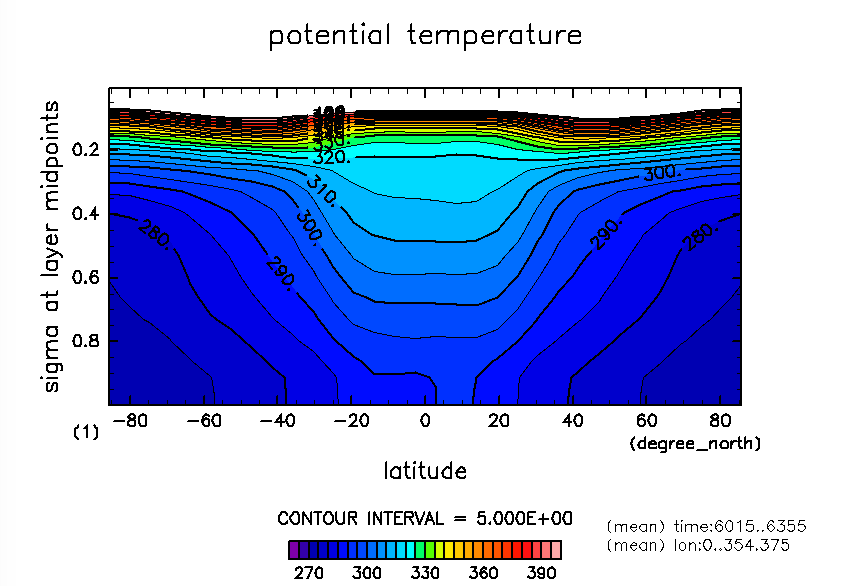 potential temperature
sigma at layer midpoints
0.2
0.4
0.6
0.8
(1)
320.
310.
300.
290.
280.
300.
290.
280.
-80 -60 -40 -20 0 20 40 60 80
(degree_north)
latitude
CONTOUR INTERVAL = 5.000E+00
270 300 330 360 390
(mean) time:6015..6355
(mean) lon:0..354.375